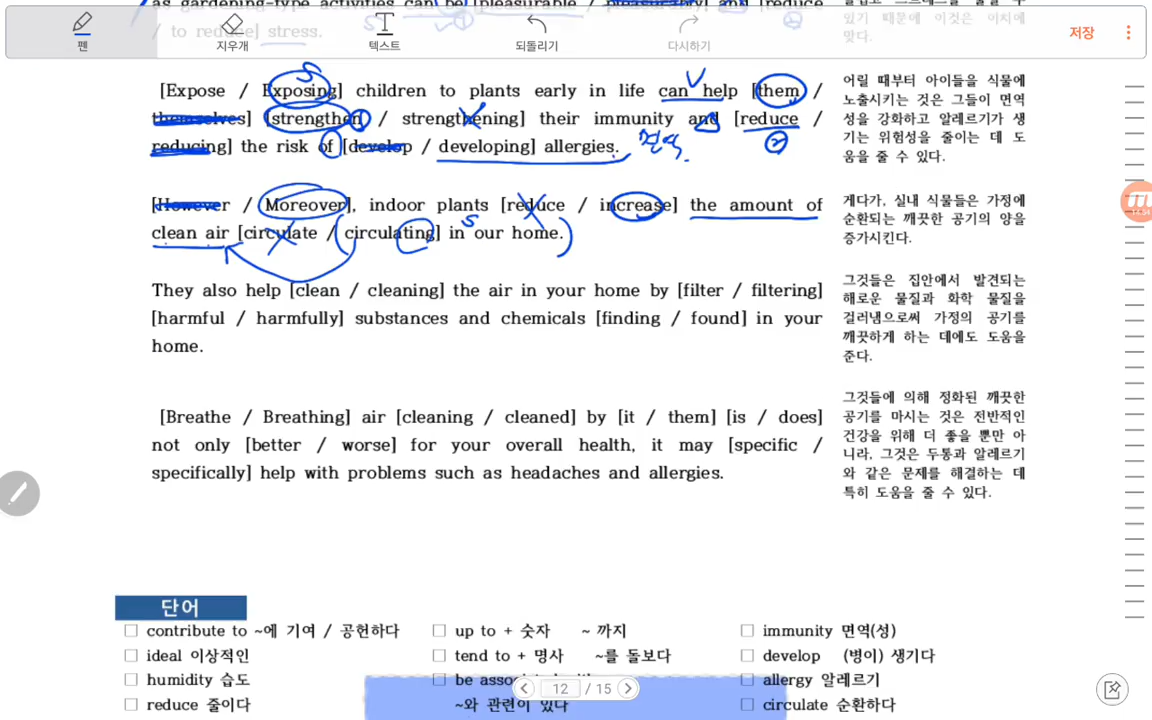 as gardening-type activities can be [pleasurable / pleasurably] and [reduce
펜
지우개
텍스트
되돌리기
다시하기
저장
/ to reduce] stress.
있기 때문에 이것은 이치에
맞다.
S V
[Expose / Exposing] children to plants early in life can help [them /
themselves] [strengthen / strengthening] their immunity and [reduce /
reducing] the risk of [develop / developing] allergies.
① ②
어릴 때부터 아이들을 식물에
노출시키는 것은 그들이 면역
성을 강화하고 알레르기가 생
기는 위험성을 줄이는 데 도
움을 줄 수 있다.
[However / Moreover], indoor plants [reduce / increase] the amount of
clean air [circulate / circulating] in our home.
S
게다가, 실내 식물들은 가정에
순환되는 깨끗한 공기의 양을
증가시킨다.
They also help [clean / cleaning] the air in your home by [filter / filtering]
[harmful / harmfully] substances and chemicals [finding / found] in your
home.
그것들은 집안에서 발견되는
해로운 물질과 화학 물질을
걸러냄으로써 가정의 공기를
깨끗하게 하는 데에도 도움을
준다.
[Breathe / Breathing] air [cleaning / cleaned] by [it / them] [is / does]
not only [better / worse] for your overall health, it may [specific /
specifically] help with problems such as headaches and allergies.
그것들에 의해 정화된 깨끗한
공기를 마시는 것은 전반적인
건강을 위해 더 좋을 뿐만 아
니라, 그것은 두통과 알레르기
와 같은 문제를 해결하는 데
특히 도움을 줄 수 있다.
단어
□ contribute to ~에 기여 / 공헌하다
□ ideal 이상적인
□ humidity 습도
□ reduce 줄이다
□ up to + 숫자 ~ 까지
□ tend to + 명사 ~를 돌보다
□ be
~와 관련이 있다
□ immunity 면역(성)
□ develop (병이) 생기다
□ allergy 알레르기
□ circulate 순환하다
12 / 15